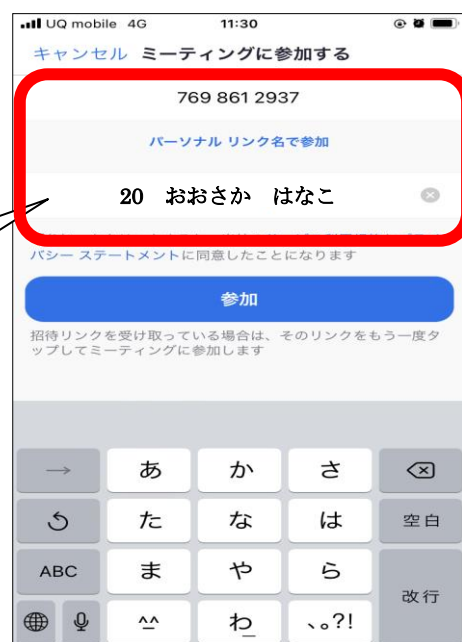 UQ mobile 4G 11:30
キャンセル ミーティングに参加する
769 861 2937
パーソナル リンク名で参加
20 おおさか はなこ
バシー ステートメントに同意したことになります
参加
招待リンクを受け取っている場合は、そのリンクをもう一度タ
ップしてミーティングに参加します
→ あ か さ
た な は 空白
ABC ま や ら
改行
^^ わ_ 、。?!